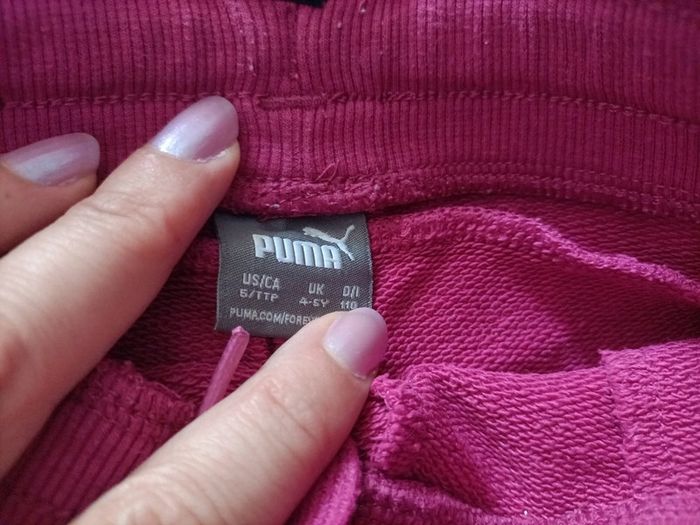 PUMA
US/CA UK D/I
5/TTP 4-5Y 110
PUMA.COM/FOREV